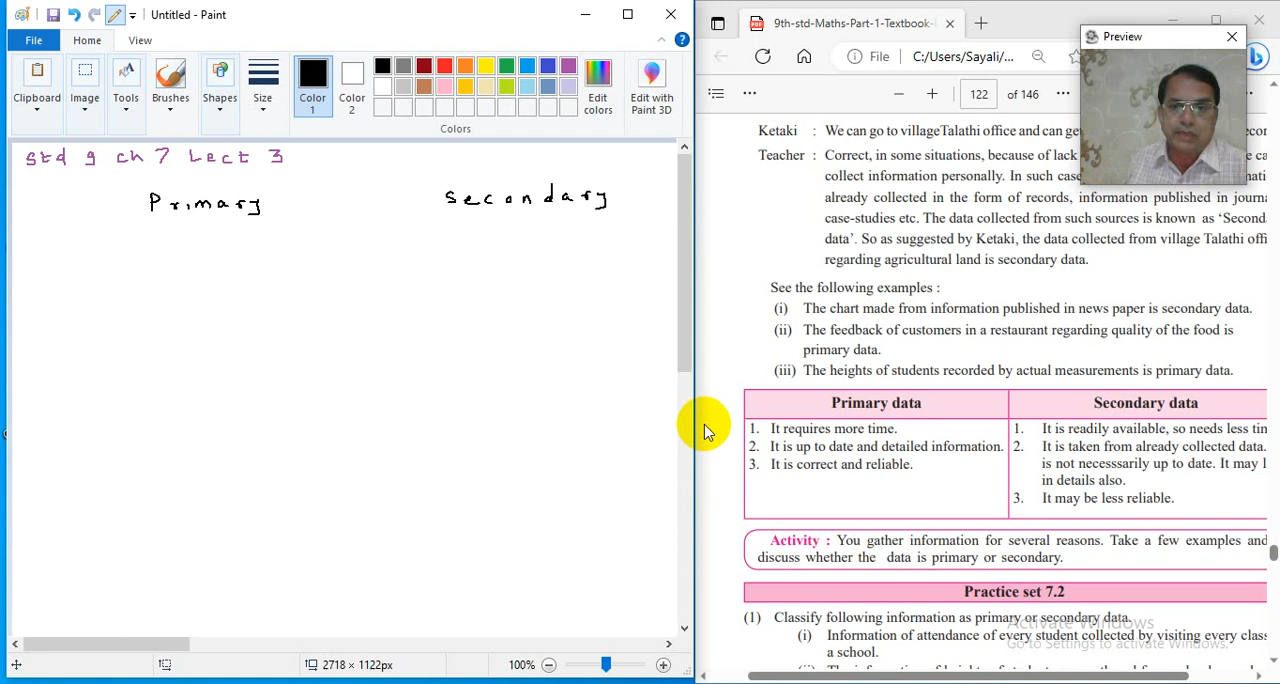 Untitled - Paint
File Home View
Clipboard Image Tools Brushes Shapes Size Color 1 Color 2 Edit colors Edit with Paint 3D
Colors
Std 9 ch 7 Lect 3
Primary Secondary
2718 × 1122px 100%
9th-std-Maths-Part-1-Textbook-
File C:/Users/Sayali/...
122 of 146
Preview
Ketaki : We can go to village Talathi office and can ge
Teacher : Correct, in some situations, because of lack
collect information personally. In such case
already collected in the form of records, information published in journa
case-studies etc. The data collected from such sources is known as ‘Second
data’. So as suggested by Ketaki, the data collected from village Talathi offi
regarding agricultural land is secondary data.
See the following examples :
(i) The chart made from information published in news paper is secondary data.
(ii) The feedback of customers in a restaurant regarding quality of the food is
primary data.
(iii) The heights of students recorded by actual measurements is primary data.
Primary data
1. It requires more time.
2. It is up to date and detailed information.
3. It is correct and reliable.
Secondary data
1. It is readily available, so needs less tin
2. It is taken from already collected data.
is not necesssarily up to date. It may l
in details also.
3. It may be less reliable.
Activity : You gather information for several reasons. Take a few examples and
discuss whether the data is primary or secondary.
Practice set 7.2
(1) Classify following information as primary or secondary data.
(i) Information of attendance of every student collected by visiting every class
a school.
Activate Windows
Go to Settings to activate Windows.